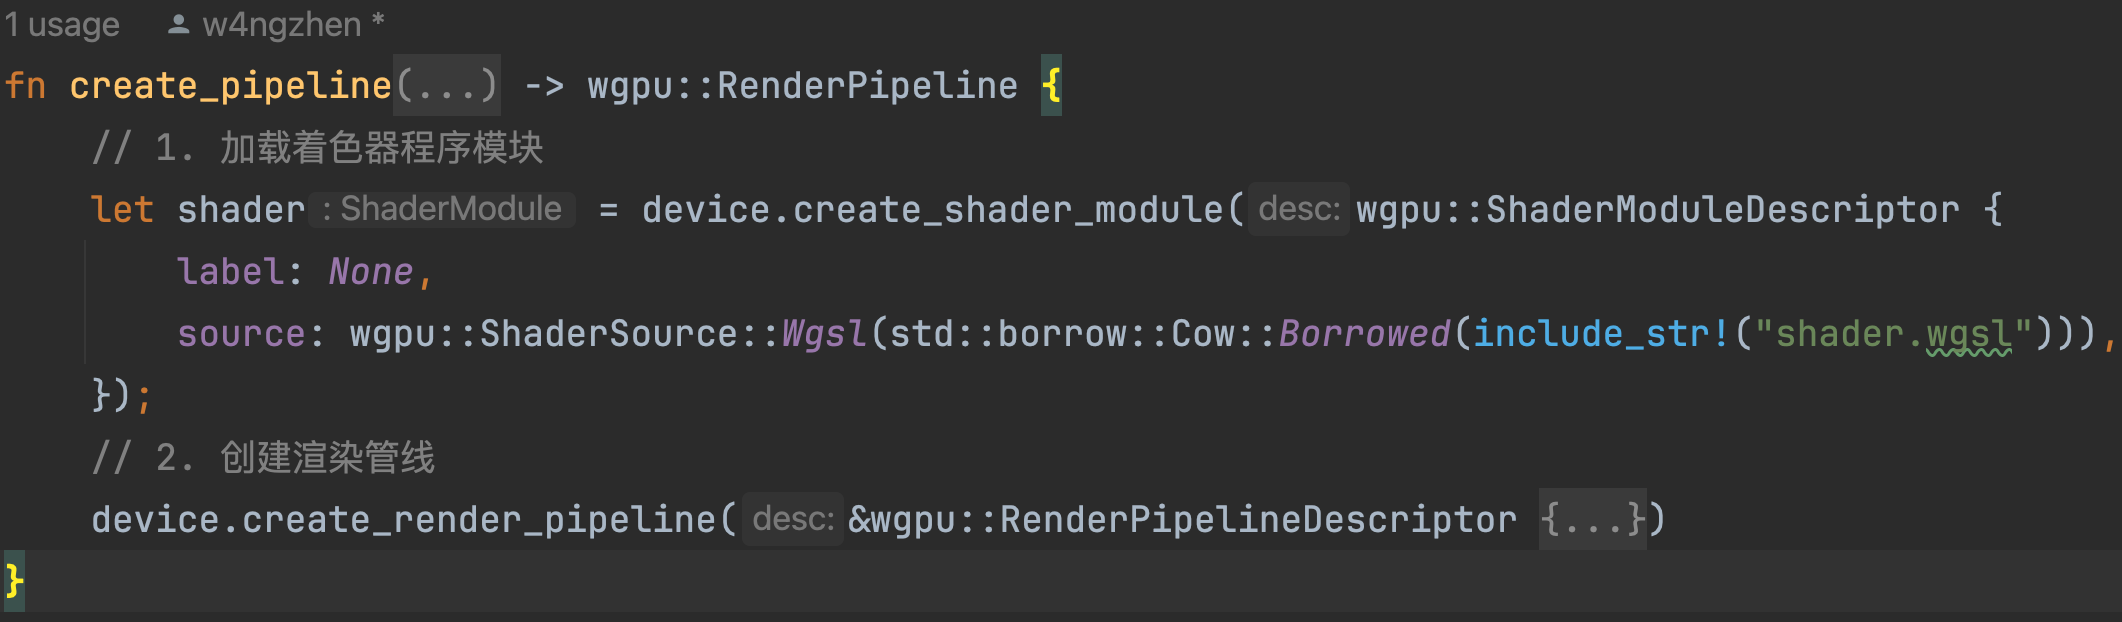 1 usage w4ngzhen *
fn create_pipeline(...) -> wgpu::RenderPipeline {
// 1. 加载着色器程序模块
let shader : ShaderModule = device.create_shader_module( desc: wgpu::ShaderModuleDescriptor {
label: None,
source: wgpu::ShaderSource::Wgsl(std::borrow::Cow::Borrowed(include_str!("shader.wgsl"))),
});
// 2. 创建渲染管线
device.create_render_pipeline( desc: &wgpu::RenderPipelineDescriptor {...})
}